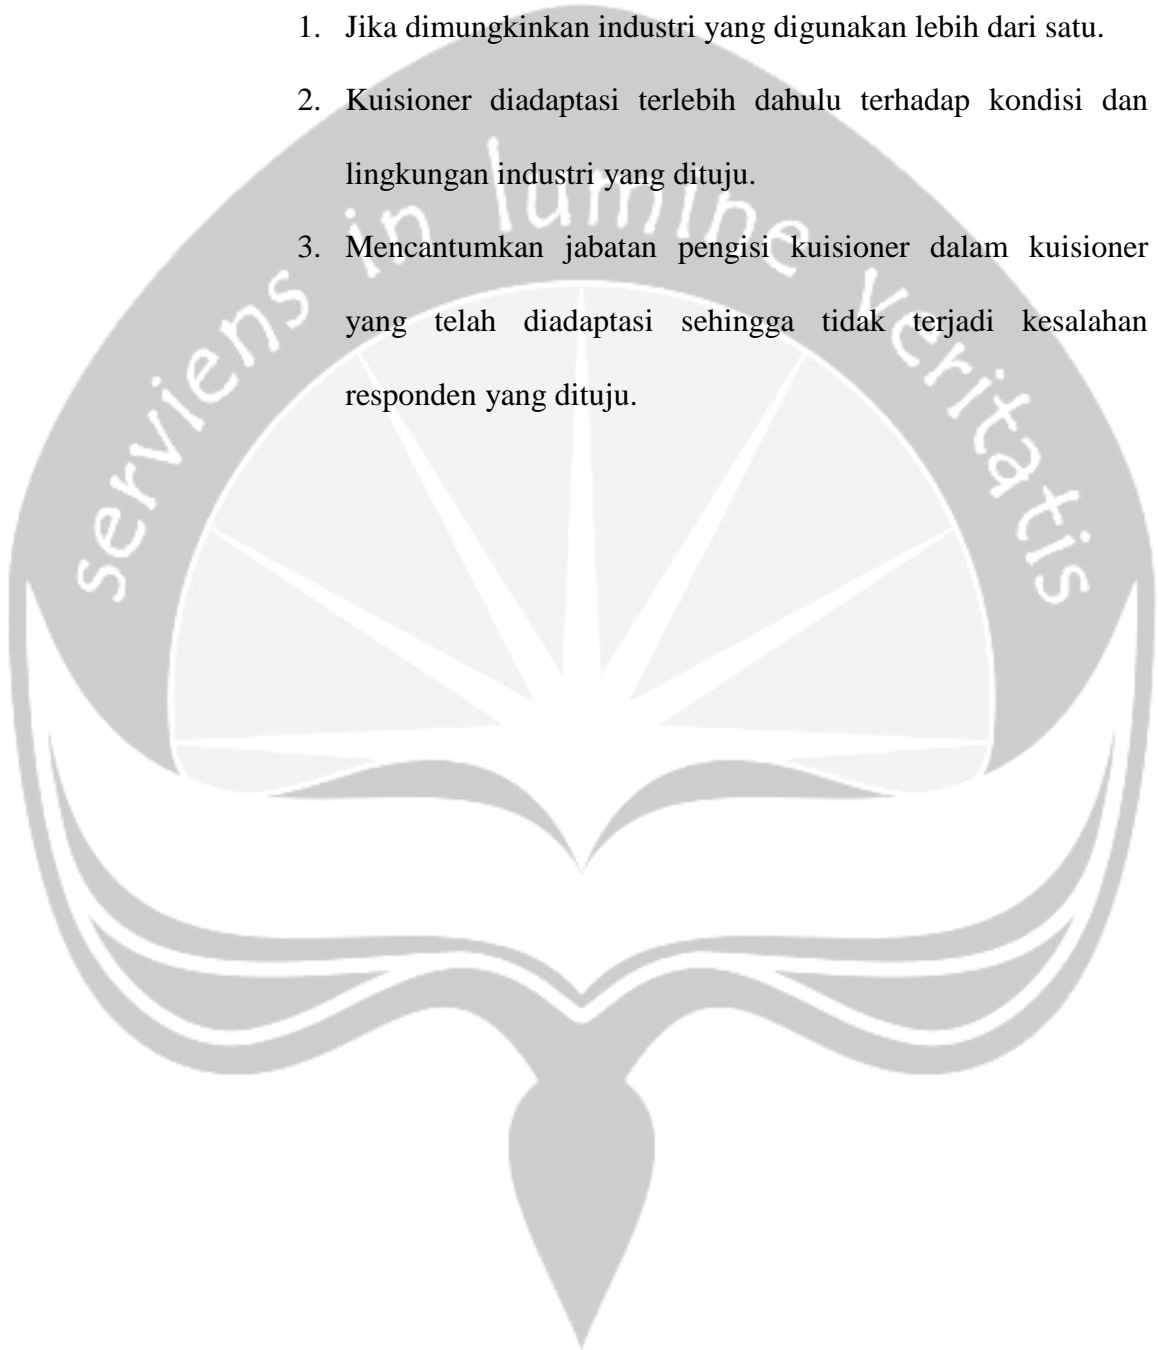 1. Jika dimungkinkan industri yang digunakan lebih dari satu.
2. Kuisioner diadaptasi terlebih dahulu terhadap kondisi dan
lingkungan industri yang dituju.
3. Mencantumkan jabatan pengisi kuisioner dalam kuisioner
yang telah diadaptasi sehingga tidak terjadi kesalahan
responden yang dituju.
serviens in lumine veritatis